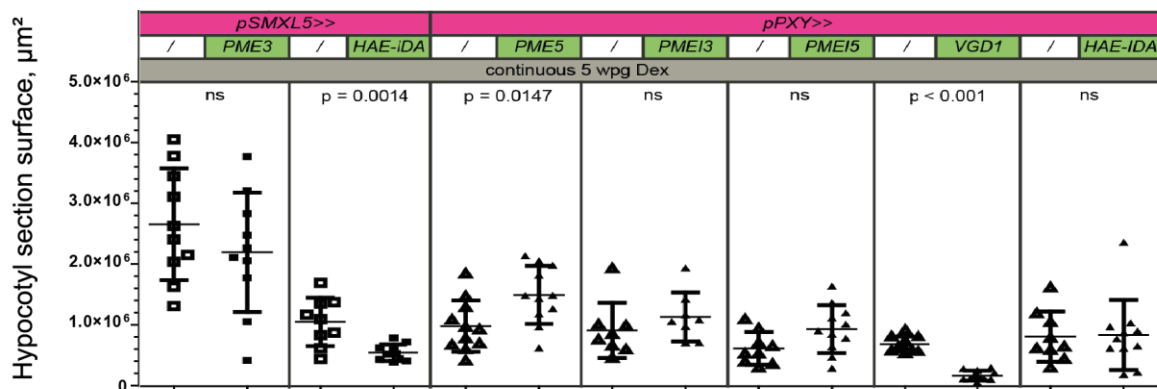 pSMXL5>> pPXY>>
/ PME3 / HAE-IDA / PME5 / PMEI3 / PMEI5 / VGD1 / HAE-IDA
continuous 5 wpg Dex
ns p = 0.0014 p = 0.0147 ns ns p < 0.001 ns
Hypocotyl section surface, µm²
5.0×10⁶
4.0×10⁶
3.0×10⁶
2.0×10⁶
1.0×10⁶
0
/ / / / / / /